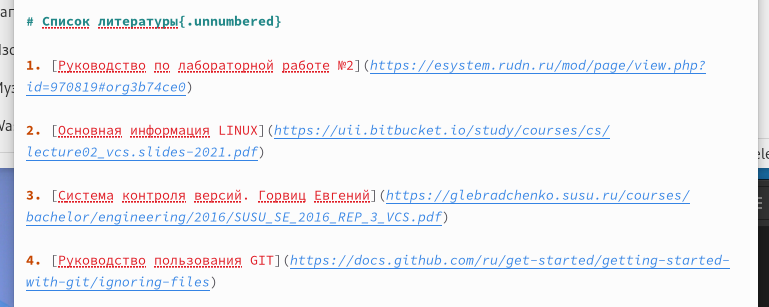 # Список литературы{.unnumbered}
1. [Руководство по лабораторной работе №2](https://esystem.rudn.ru/mod/page/view.php?
id=970819#org3b74ce0)
2. [Основная информация LINUX](https://uii.bitbucket.io/study/courses/cs/
lecture02_vcs.slides-2021.pdf)
3. [Система контроля версий. Горвиц Евгений](https://glebradchenko.susu.ru/courses/
bachelor/engineering/2016/SUSU_SE_2016_REP_3_VCS.pdf)
4. [Руководство пользования GIT](https://docs.github.com/ru/get-started/getting-started-
with-git/ignoring-files)